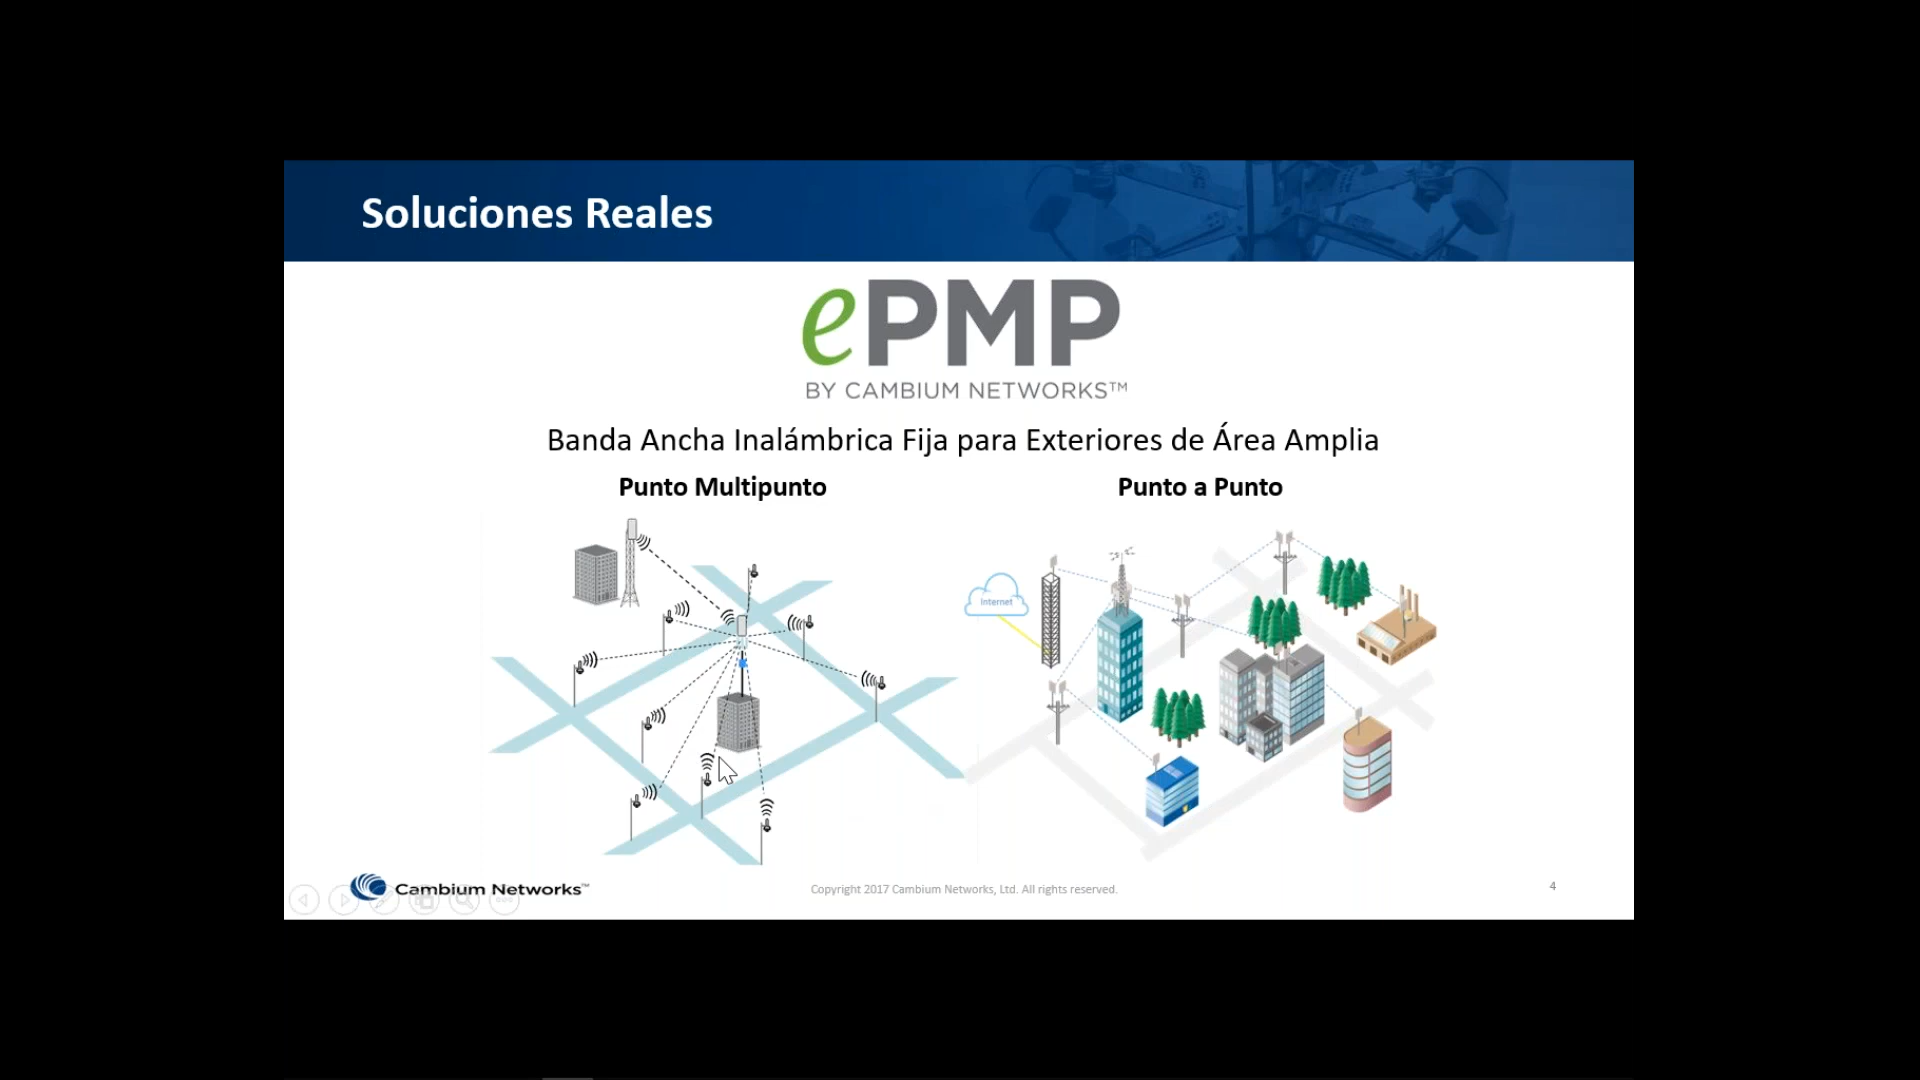 Soluciones Reales
ePMP
BY CAMBIUM NETWORKS™
Banda Ancha Inalámbrica Fija para Exteriores de Área Amplia
Punto Multipunto
Punto a Punto
Internet
Cambium Networks™
Copyright 2017 Cambium Networks, Ltd. All rights reserved.
4